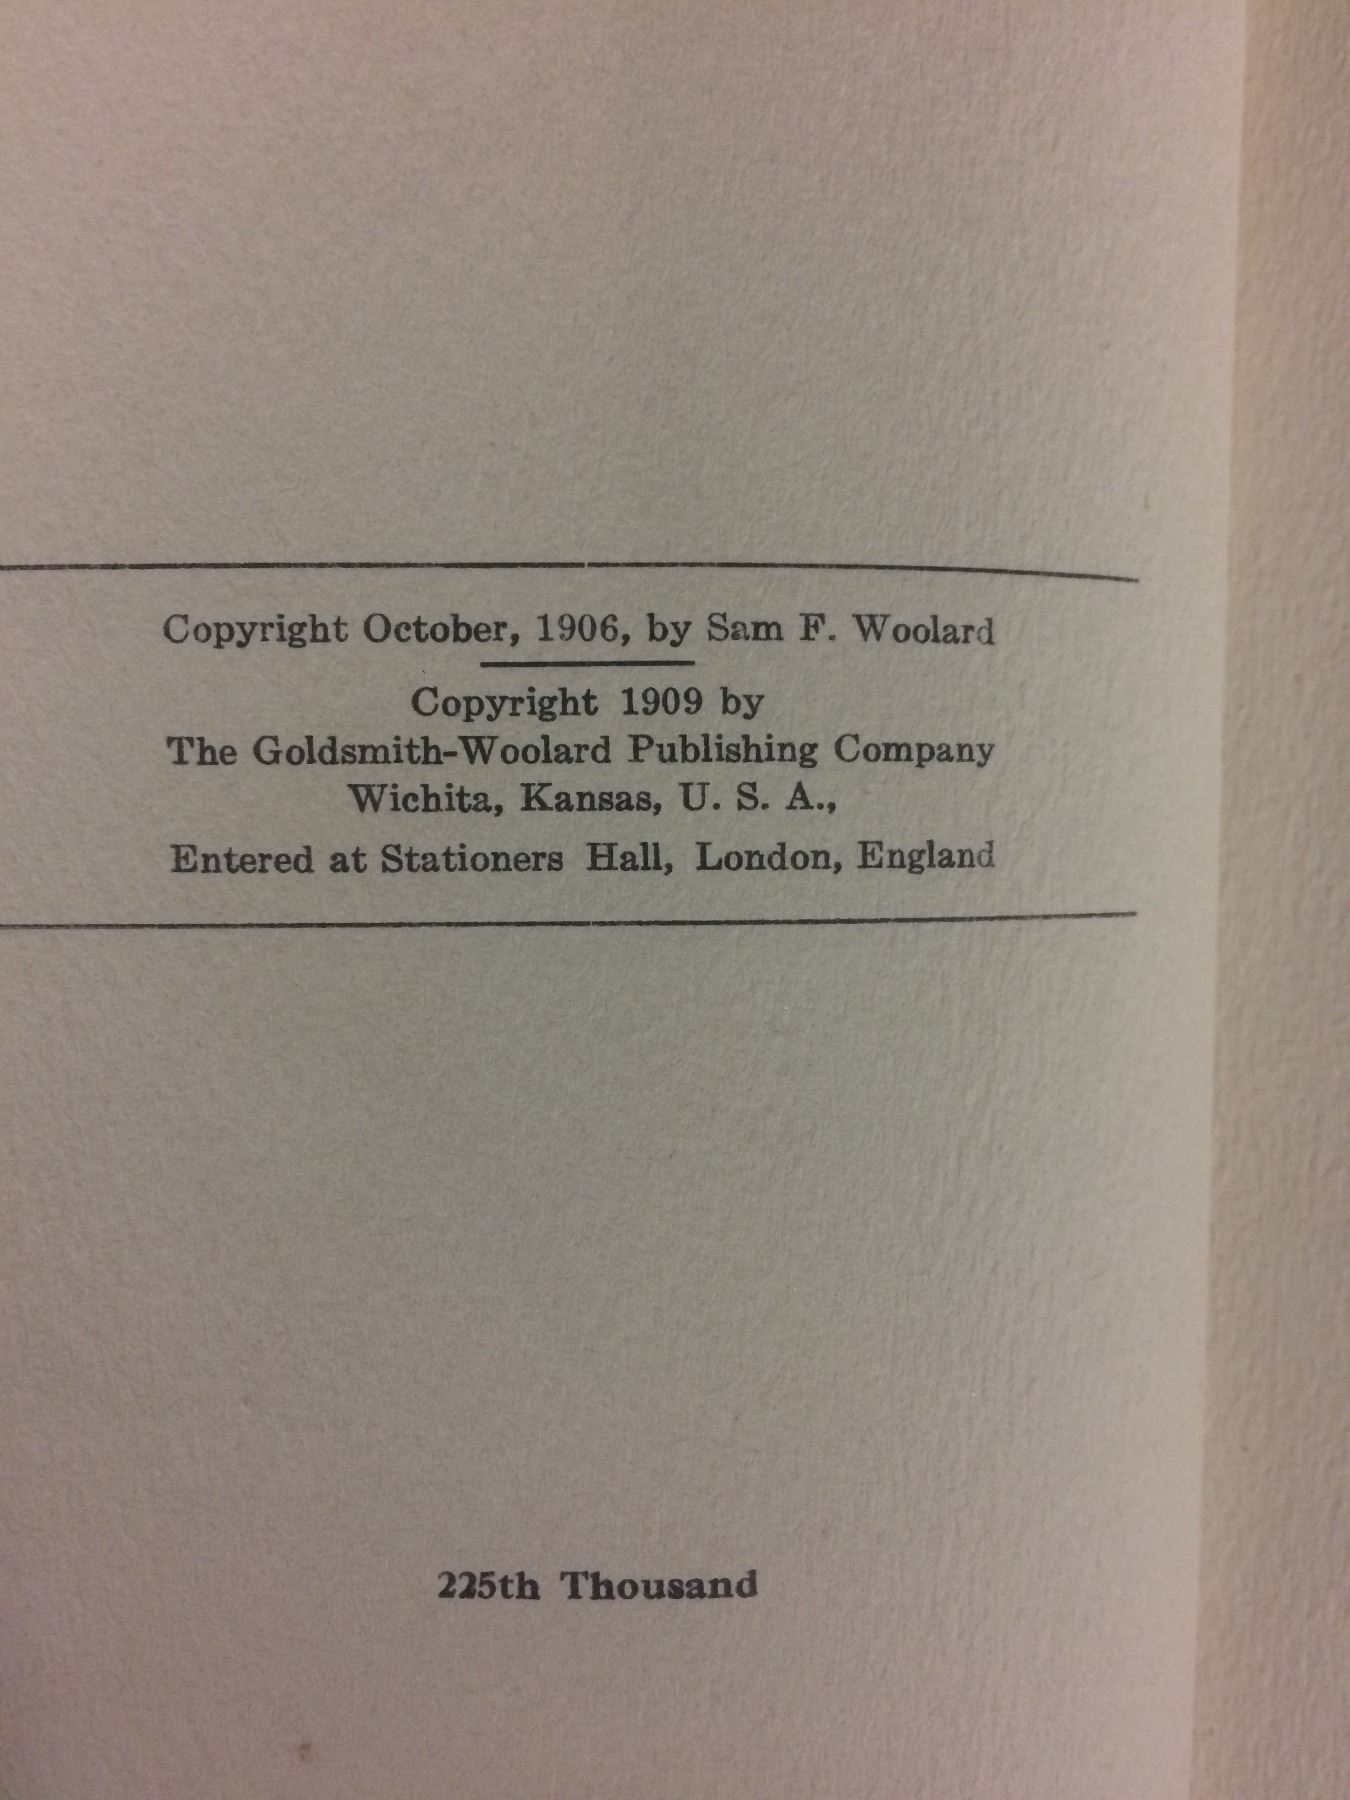 Copyright October, 1906, by Sam F. Woolard
Copyright 1909 by
The Goldsmith-Woolard Publishing Company
Wichita, Kansas, U. S. A.,
Entered at Stationers Hall, London, England
225th Thousand